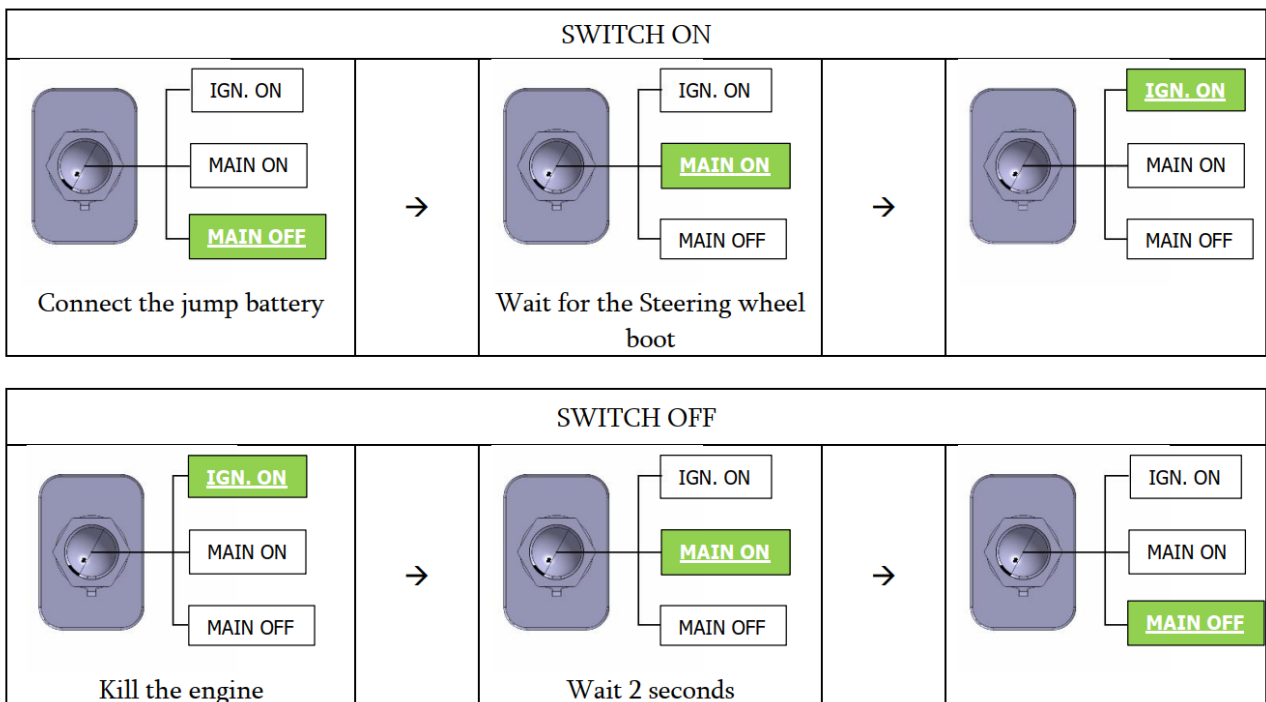 SWITCH ON
IGN. ON
MAIN ON
MAIN OFF
Connect the jump battery
→
IGN. ON
MAIN ON
MAIN OFF
Wait for the Steering wheel
boot
→
IGN. ON
MAIN ON
MAIN OFF
SWITCH OFF
IGN. ON
MAIN ON
MAIN OFF
Kill the engine
→
IGN. ON
MAIN ON
MAIN OFF
Wait 2 seconds
→
IGN. ON
MAIN ON
MAIN OFF